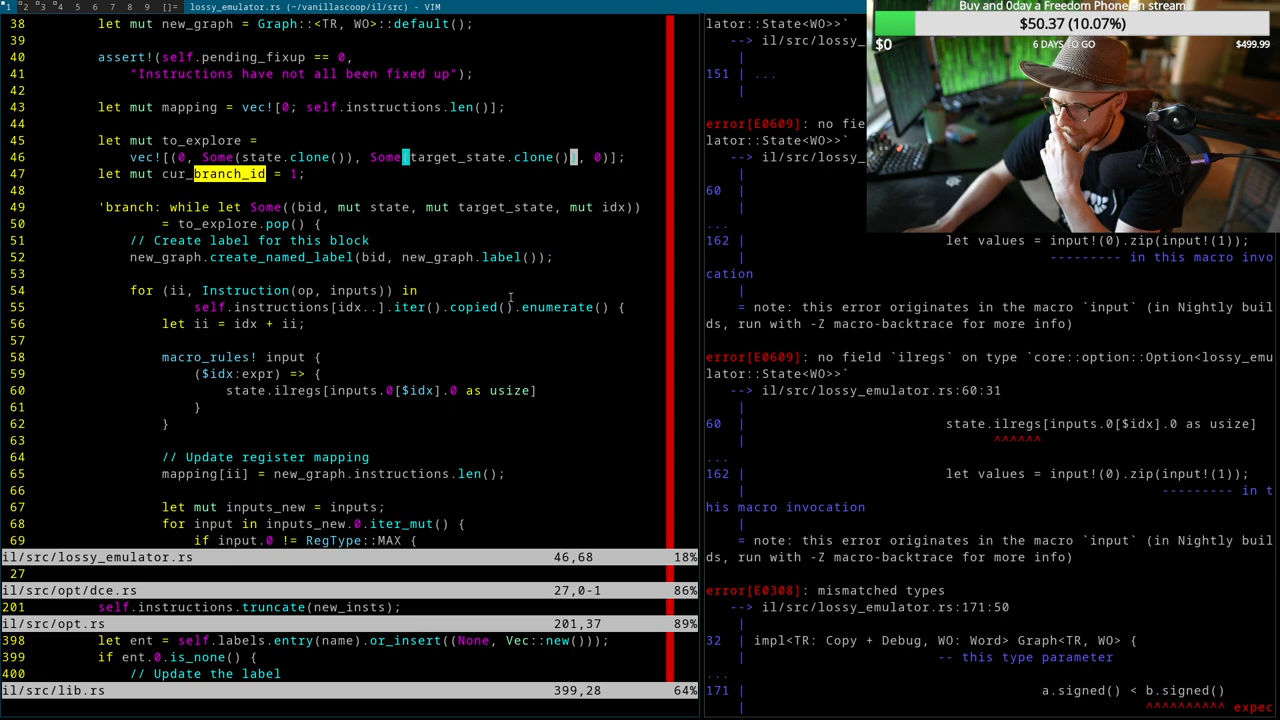 1 2 3 4 5 6 7 8 9 []= lossy_emulator.rs (~/vanillascoop/il/src) - VIM
38 let mut new_graph = Graph::<TR, WO>::default();
39
40 assert!(self.pending_fixup == 0,
41 "Instructions have not all been fixed up");
42
43 let mut mapping = vec![0; self.instructions.len()];
44
45 let mut to_explore =
46 vec![(0, Some(state.clone()), Some(target_state.clone()), 0)];
47 let mut cur_branch_id = 1;
48
49 'branch: while let Some((bid, mut state, mut target_state, mut idx))
50 = to_explore.pop() {
51 // Create label for this block
52 new_graph.create_named_label(bid, new_graph.label());
53
54 for (ii, Instruction(op, inputs)) in
55 self.instructions[idx..].iter().copied().enumerate() {
56 let ii = idx + ii;
57
58 macro_rules! input {
59 ($idx:expr) => {
60 state.ilregs[inputs.0[$idx].0 as usize]
61 }
62 }
63
64 // Update register mapping
65 mapping[ii] = new_graph.instructions.len();
66
67 let mut inputs_new = inputs;
68 for input in inputs_new.0.iter_mut() {
69 if input.0 != RegType::MAX {
il/src/lossy_emulator.rs 46,68 18%
27
il/src/opt/dce.rs 27,0-1 86%
201 self.instructions.truncate(new_insts);
il/src/opt.rs 201,37 89%
398 let ent = self.labels.entry(name).or_insert((None, Vec::new()));
399 if ent.0.is_none() {
400 // Update the label
il/src/lib.rs 399,28 64%
lator::State<WO>>`
--> il/src/lossy_
|
151 | ...
|
error[E0609]: no fie
lator::State<WO>>`
--> il/src/lossy_
|
60 |
|
...
162 | let values = input!(0).zip(input!(1));
| --------- in this macro invo
cation
|
= note: this error originates in the macro `input` (in Nightly buil
ds, run with -Z macro-backtrace for more info)
error[E0609]: no field `ilregs` on type `core::option::Option<lossy_emu
lator::State<WO>>`
--> il/src/lossy_emulator.rs:60:31
|
60 | state.ilregs[inputs.0[$idx].0 as usize]
| ^^^^^^
...
162 | let values = input!(0).zip(input!(1));
| --------- in t
his macro invocation
|
= note: this error originates in the macro `input` (in Nightly buil
ds, run with -Z macro-backtrace for more info)
error[E0308]: mismatched types
--> il/src/lossy_emulator.rs:171:50
|
32 | impl<TR: Copy + Debug, WO: Word> Graph<TR, WO> {
| -- this type parameter
...
171 | a.signed() < b.signed()
| ^^^^^^^^^^ expec
Buy and 0day a Freedom Phone on stream
$50.37 (10.07%)
$0 6 DAYS TO GO $499.99